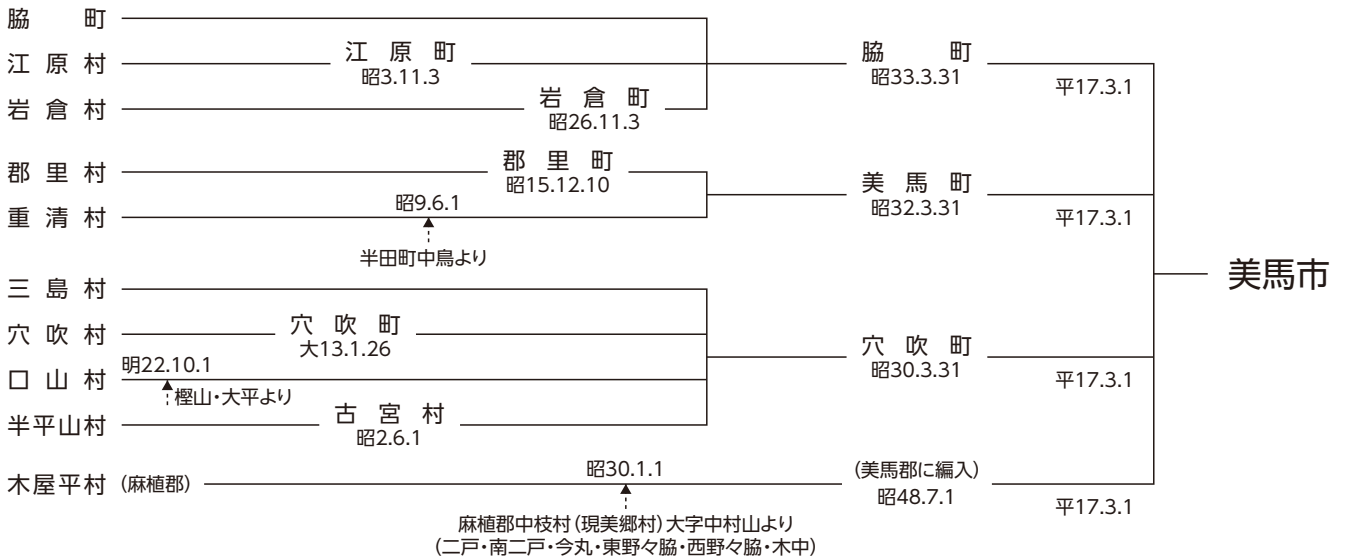 脇町
江原村
江原町
昭3.11.3
岩倉村
岩倉町
昭26.11.3
脇町
昭33.3.31
平17.3.1
郡里村
郡里町
昭15.12.10
重清村
昭9.6.1
半田町中鳥より
美馬町
昭32.3.31
平17.3.1
三島村
穴吹村
穴吹町
大13.1.26
口山村
明22.10.1
樫山・大平より
半平山村
古宮村
昭2.6.1
穴吹町
昭30.3.31
平17.3.1
木屋平村(麻植郡)
昭30.1.1
麻植郡中枝村(現美郷村)大字中村山より
(二戸・南二戸・今丸・東野々脇・西野々脇・木中)
(美馬郡に編入)
昭48.7.1
平17.3.1
美馬市